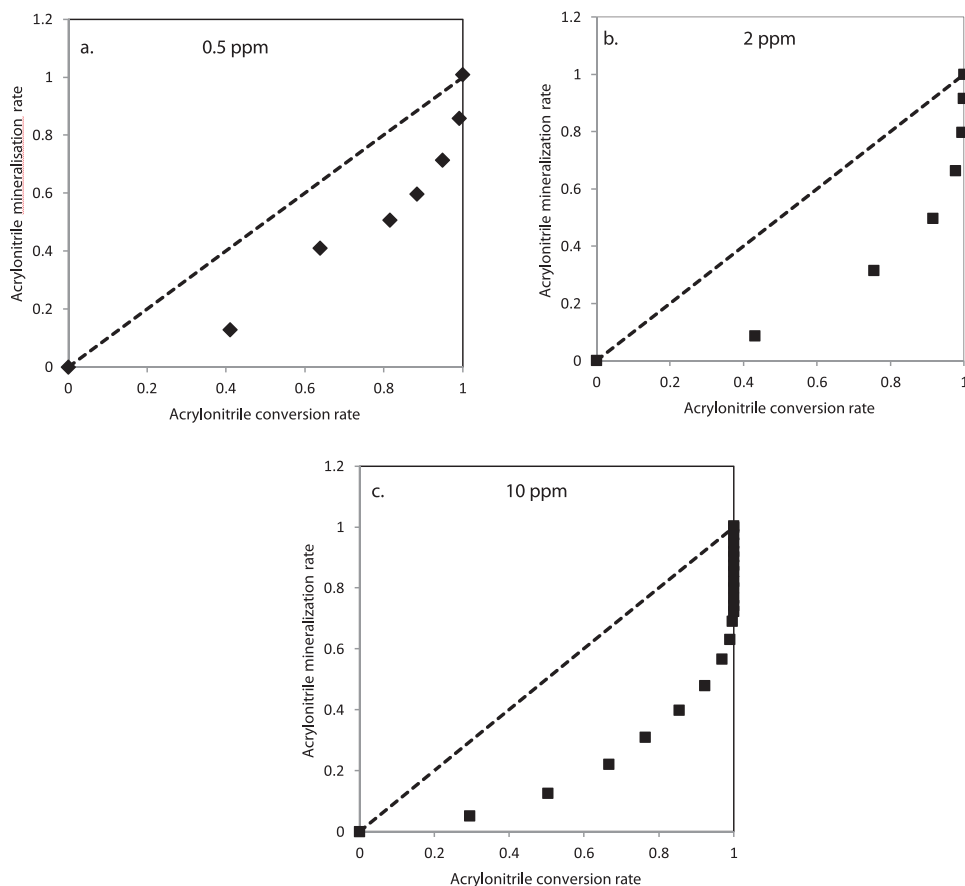 a.
0.5 ppm
Acrylonitrile mineralisation rate
1.2
1
0.8
0.6
0.4
0.2
0
0 0.2 0.4 0.6 0.8 1
Acrylonitrile conversion rate
b.
2 ppm
Acrylonitrile mineralization rate
1.2
1
0.8
0.6
0.4
0.2
0
0 0.2 0.4 0.6 0.8 1
Acrylonitrile conversion rate
c.
10 ppm
Acrylonitrile mineralization rate
1.2
1
0.8
0.6
0.4
0.2
0
0 0.2 0.4 0.6 0.8 1
Acrylonitrile conversion rate